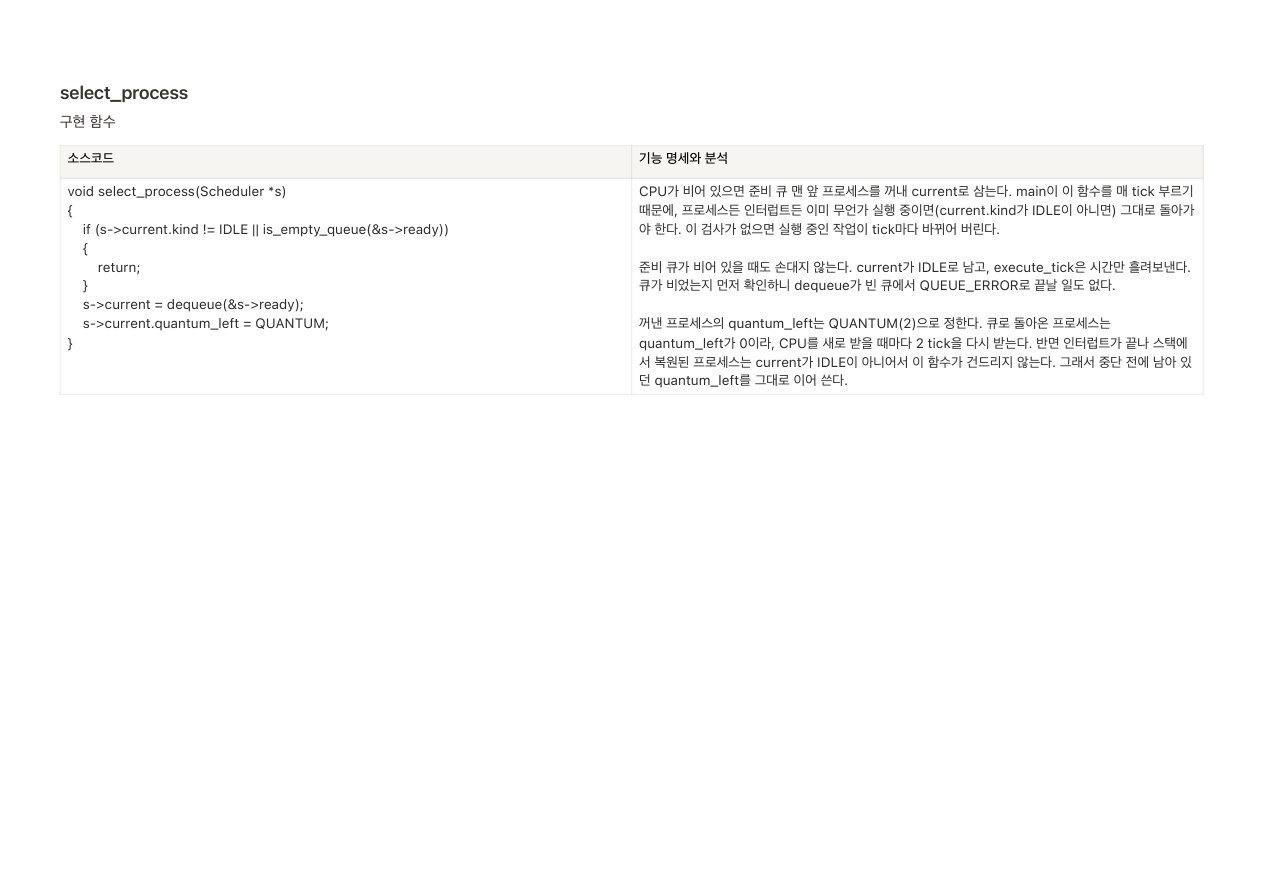 select_process
구현 함수
소스코드
기능 명세와 분석
void select_process(Scheduler *s)
{
    if (s->current.kind != IDLE || is_empty_queue(&s->ready))
    {
        return;
    }
    s->current = dequeue(&s->ready);
    s->current.quantum_left = QUANTUM;
}
CPU가 비어 있으면 준비 큐 맨 앞 프로세스를 꺼내 current로 삼는다. main이 이 함수를 매 tick 부르기
때문에, 프로세스든 인터럽트든 이미 무언가 실행 중이면(current.kind가 IDLE이 아니면) 그대로 돌아가
야 한다. 이 검사가 없으면 실행 중인 작업이 tick마다 바뀌어 버린다.
준비 큐가 비어 있을 때도 손대지 않는다. current가 IDLE로 남고, execute_tick은 시간만 흘려보낸다.
큐가 비었는지 먼저 확인하니 dequeue가 빈 큐에서 QUEUE_ERROR로 끝날 일도 없다.
꺼낸 프로세스의 quantum_left는 QUANTUM(2)으로 정한다. 큐로 돌아온 프로세스는
quantum_left가 0이라, CPU를 새로 받을 때마다 2 tick을 다시 받는다. 반면 인터럽트가 끝나 스택에
서 복원된 프로세스는 current가 IDLE이 아니어서 이 함수가 건드리지 않는다. 그래서 중단 전에 남아 있
던 quantum_left를 그대로 이어 쓴다.